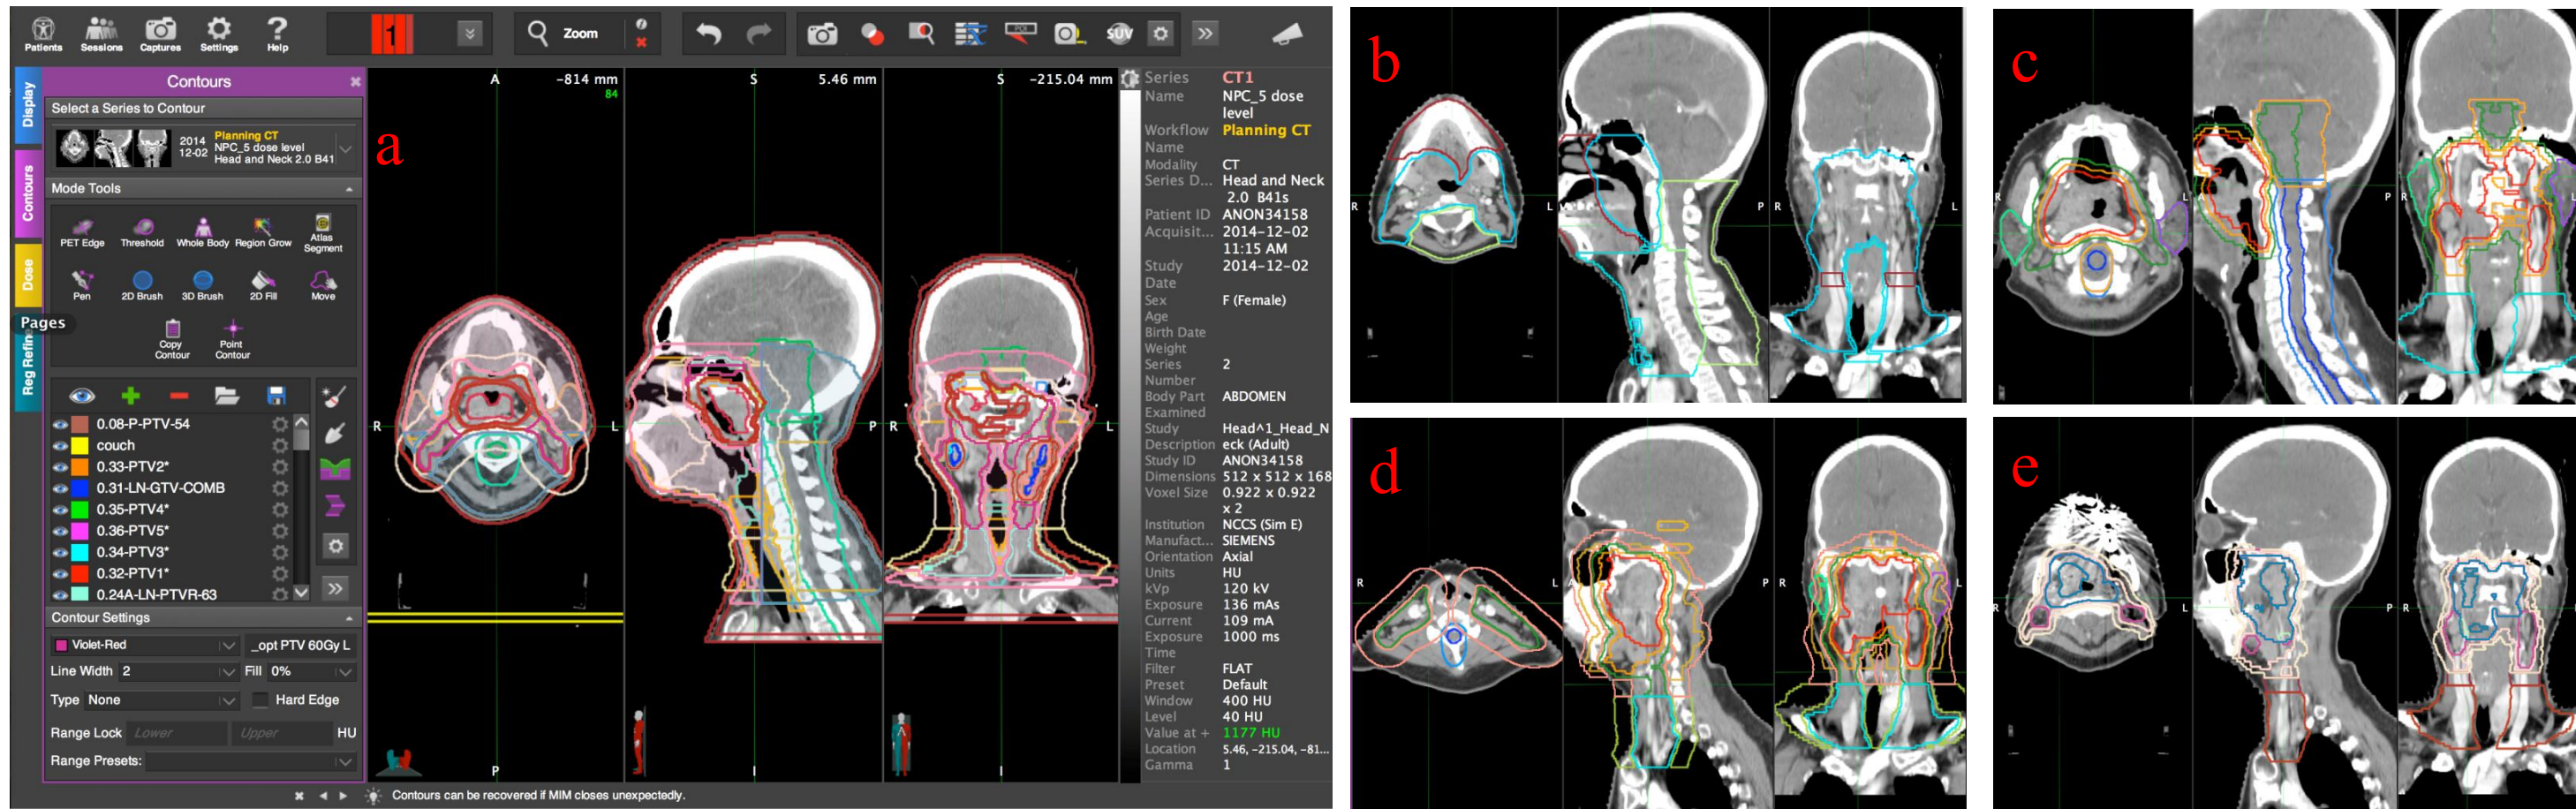 Patients Sessions Captures Settings Help
1
Zoom
SUV
Display
Contours
Dose
Reg Refine
Pages
Contours
Select a Series to Contour
2014
12-02
Planning CT
NPC_5 dose level
Head and Neck 2.0 B41
Mode Tools
PET Edge Threshold Whole Body Region Grow Atlas Segment
Pen 2D Brush 3D Brush 2D Fill Move
Copy Contour Point Contour
0.08-P-PTV-54
couch
0.33-PTV2*
0.31-LN-GTV-COMB
0.35-PTV4*
0.36-PTV5*
0.34-PTV3*
0.32-PTV1*
0.24A-LN-PTVR-63
Contour Settings
Violet-Red _opt PTV 60Gy L
Line Width 2 Fill 0%
Type None Hard Edge
Range Lock Lower Upper HU
Range Presets:
Contours can be recovered if MIM closes unexpectedly.
a
A -814 mm
84
R L
P
S 5.46 mm
P
I
S -215.04 mm
R L
I
A
Series CT1
Name NPC_5 dose
level
Workflow Planning CT
Name
Modality CT
Series D... Head and Neck
2.0 B41s
Patient ID ANON34158
Acquisit... 2014-12-02
11:15 AM
Study 2014-12-02
Date
Sex F (Female)
Age
Birth Date
Weight
Series 2
Number
Body Part ABDOMEN
Examined
Study Head^1_Head_N
Description eck (Adult)
Study ID ANON34158
Dimensions 512 x 512 x 168
Voxel Size 0.922 x 0.922
x 2
Institution NCCS (Sim E)
Manufact... SIEMENS
Orientation Axial
Units HU
kVp 120 kV
Exposure 136 mAs
Current 109 mA
Exposure 1000 ms
Time
Filter FLAT
Preset Default
Window 400 HU
Level 40 HU
Value at + 1177 HU
Location 5.46, -215.04, -81...
Gamma 1
b
R L P R L
c
R L A P R L
d
R L A P R L
e
R L P R L